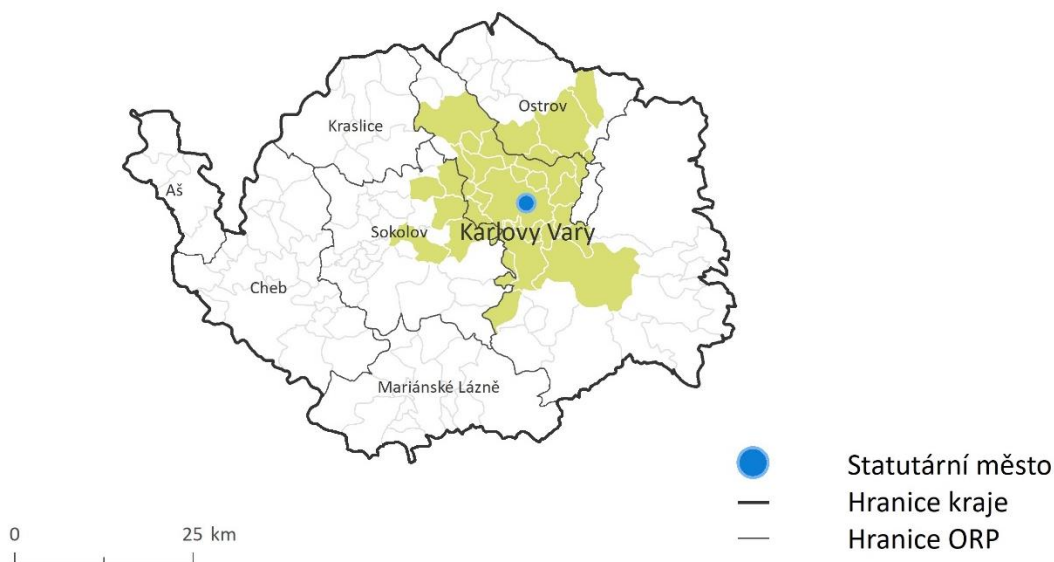 Ostrov
Kraslice
Aš
Sokolov
Karlovy Vary
Cheb
Mariánské Lázně
Statutární město
Hranice kraje
Hranice ORP
0
25 km